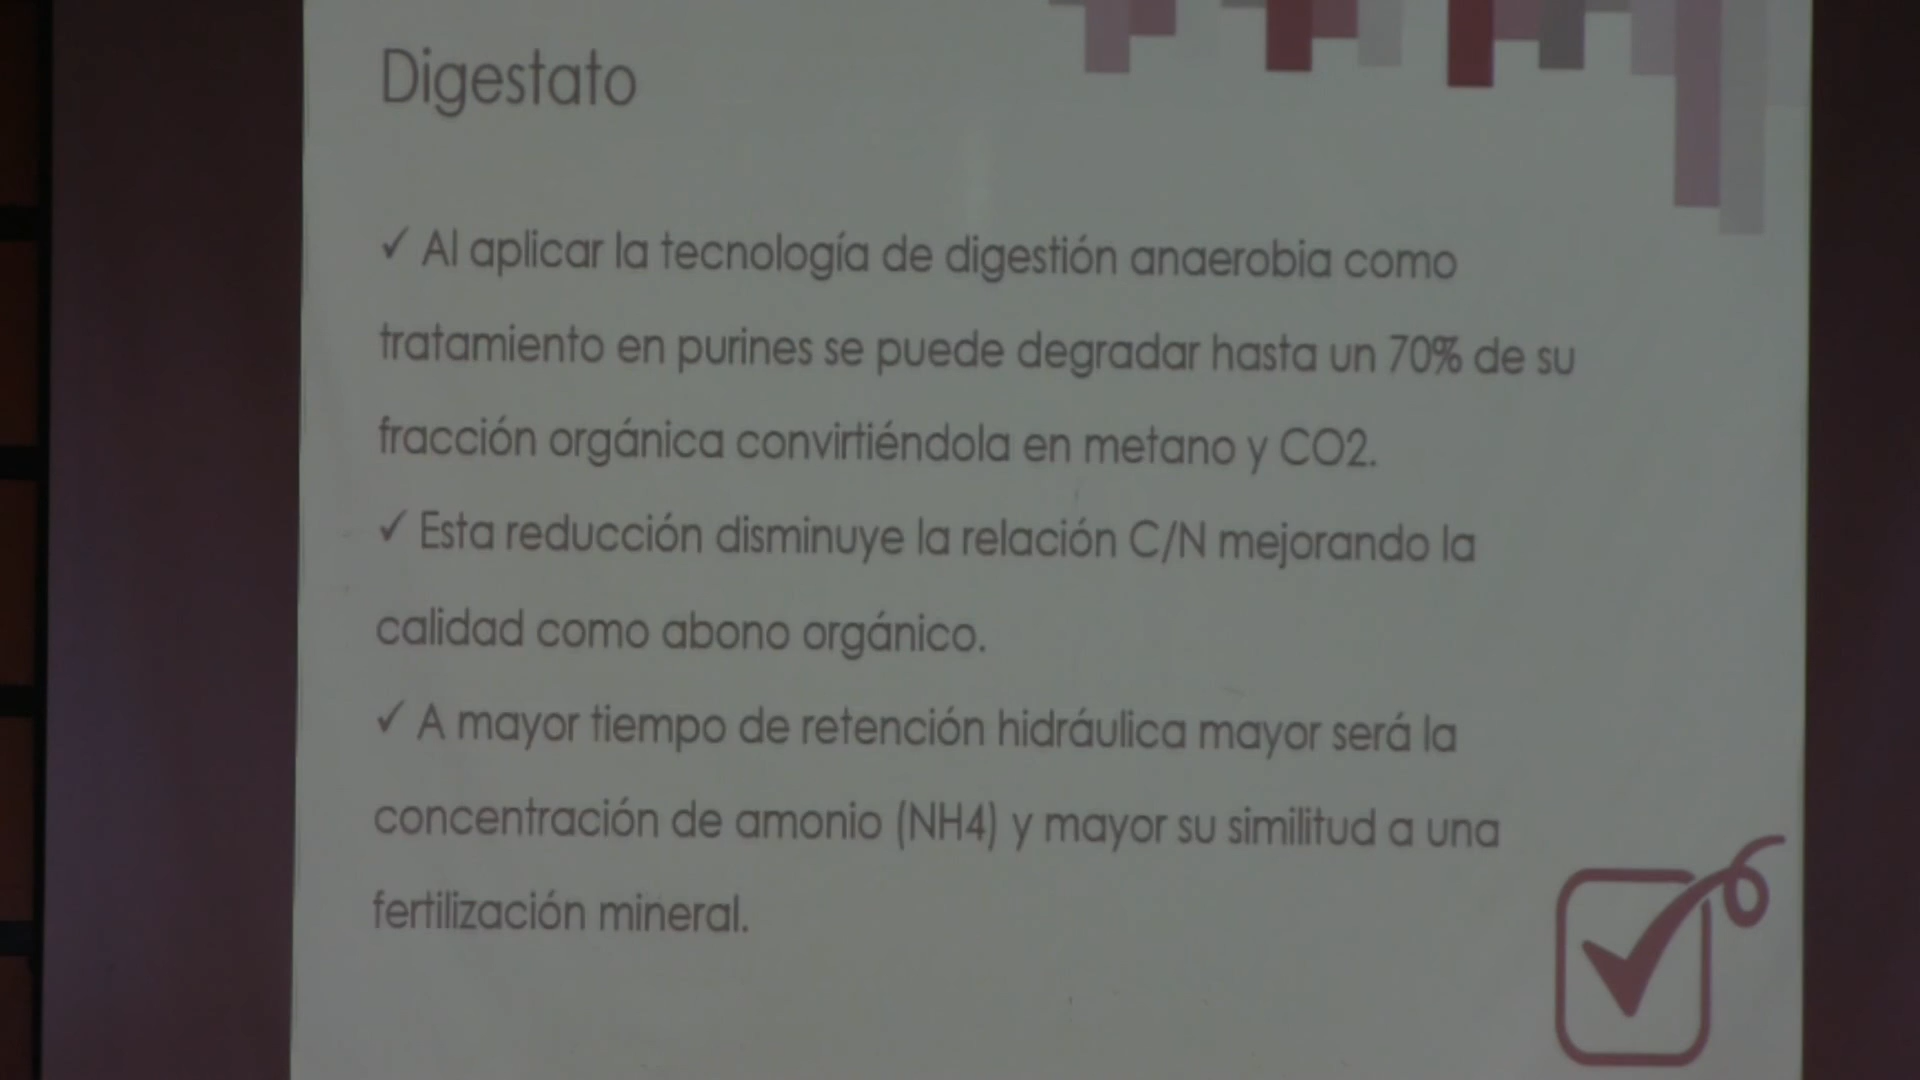 Digestato
✓ Al aplicar la tecnología de digestión anaerobia como
tratamiento en purines se puede degradar hasta un 70% de su
fracción orgánica convirtiéndola en metano y CO2.
✓ Esta reducción disminuye la relación C/N mejorando la
calidad como abono orgánico.
✓ A mayor tiempo de retención hidráulica mayor será la
concentración de amonio (NH4) y mayor su similitud a una
fertilización mineral.